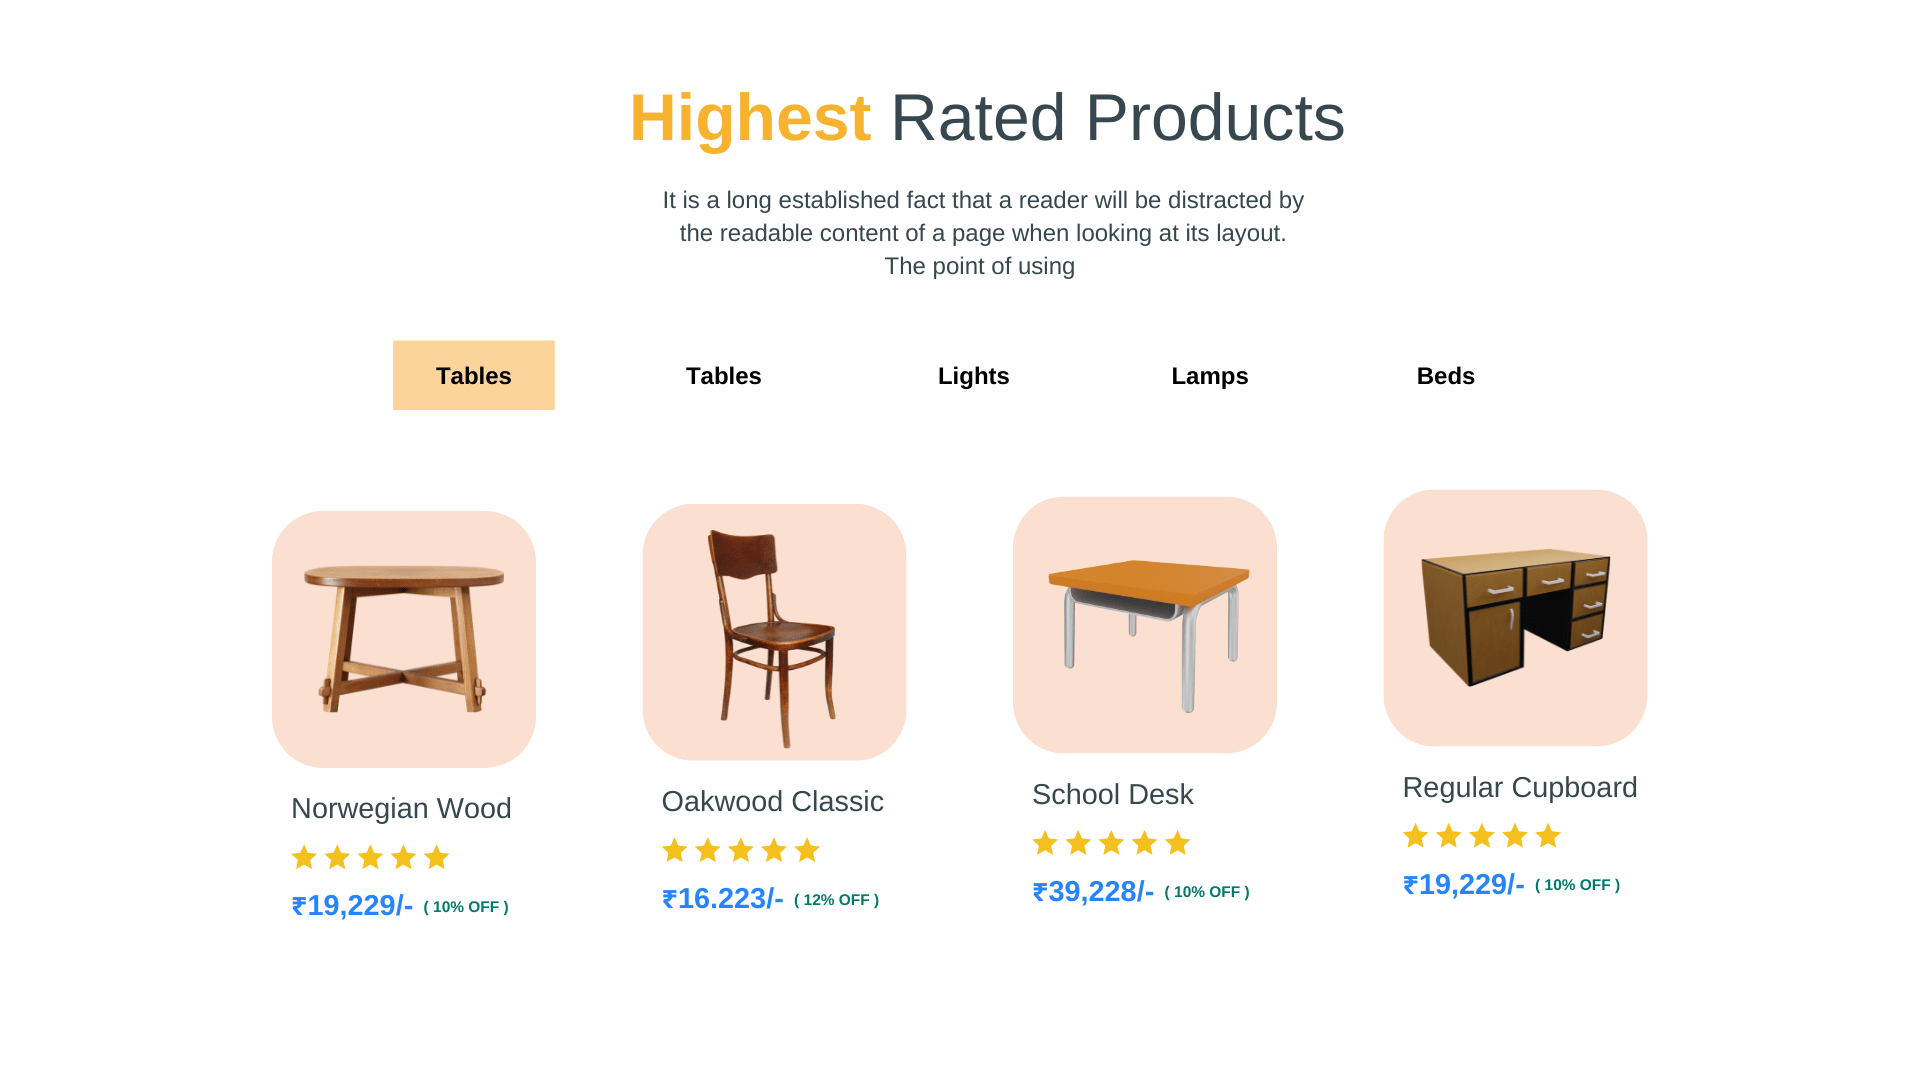 Highest Rated Products
It is a long established fact that a reader will be distracted by
the readable content of a page when looking at its layout.
The point of using
Tables
Tables
Lights
Lamps
Beds
Norwegian Wood
₹19,229/- ( 10% OFF )
Oakwood Classic
₹16.223/- ( 12% OFF )
School Desk
₹39,228/- ( 10% OFF )
Regular Cupboard
₹19,229/- ( 10% OFF )